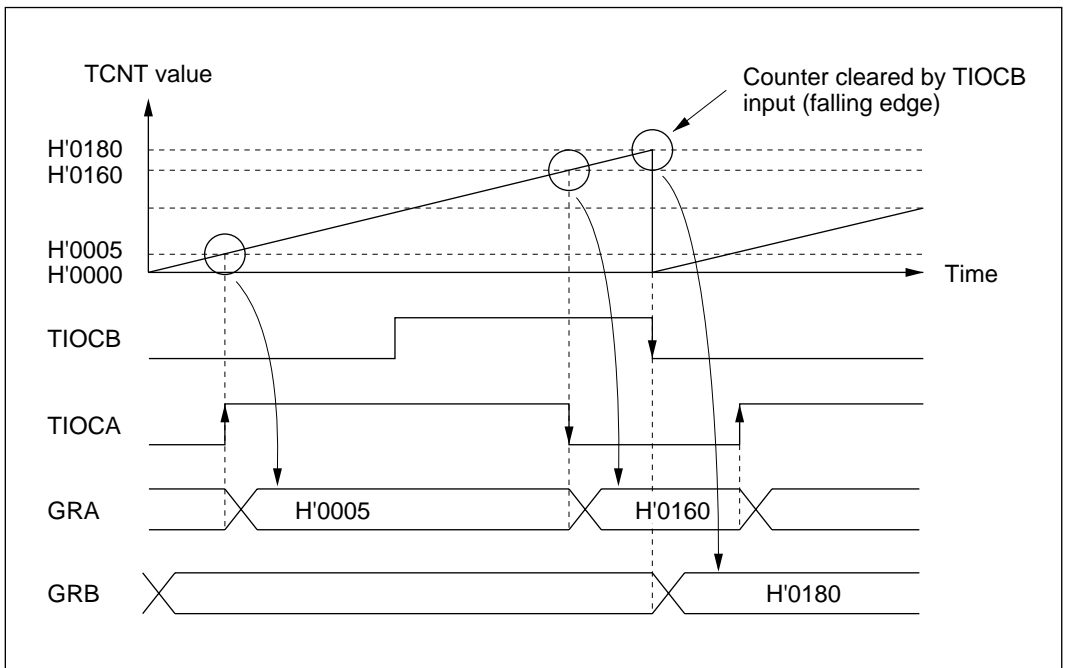 TCNT value
Counter cleared by TIOCB
input (falling edge)
H'0180
H'0160
H'0005
H'0000
Time
TIOCB
TIOCA
GRA
H'0005
H'0160
GRB
H'0180